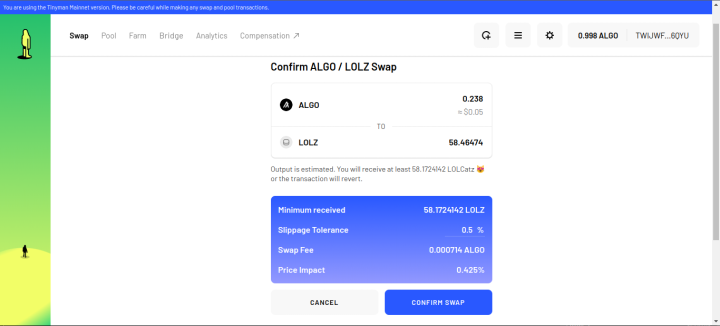 You are using the Tinyman Mainnet version. Please be careful while making any swap and pool transactions.
Swap Pool Farm Bridge Analytics Compensation ↗ 0.998 ALGO TWIJWF...6QYU
Confirm ALGO / LOLZ Swap
ALGO 0.238
≈ $0.05
TO
LOLZ 58.46474
Output is estimated. You will receive at least 58.1724142 LOLCatz 😻
or the transaction will revert.
Minimum received 58.1724142 LOLZ
Slippage Tolerance 0.5 %
Swap Fee 0.000714 ALGO
Price Impact 0.425%
CANCEL CONFIRM SWAP